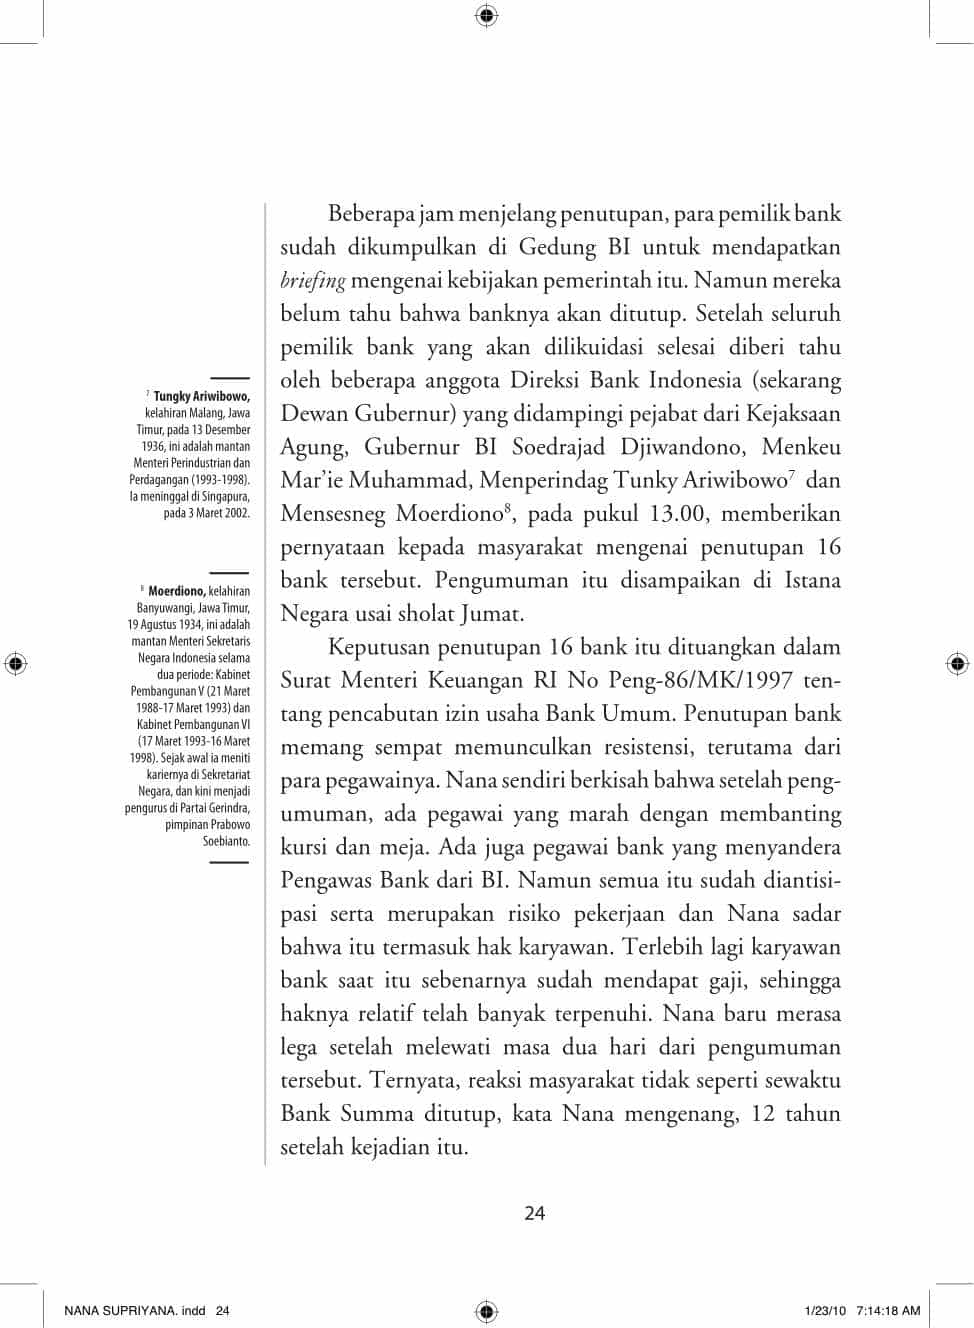 Beberapa jam menjelang penutupan, para pemilik bank
sudah dikumpulkan di Gedung BI untuk mendapatkan
briefing mengenai kebijakan pemerintah itu. Namun mereka
belum tahu bahwa banknya akan ditutup. Setelah seluruh
pemilik bank yang akan dilikuidasi selesai diberi tahu
oleh beberapa anggota Direksi Bank Indonesia (sekarang
Dewan Gubernur) yang didampingi pejabat dari Kejaksaan
Agung, Gubernur BI Soedrajad Djiwandono, Menkeu
Mar’ie Muhammad, Menperindag Tunky Ariwibowo⁷ dan
Mensesneg Moerdiono⁸, pada pukul 13.00, memberikan
pernyataan kepada masyarakat mengenai penutupan 16
bank tersebut. Pengumuman itu disampaikan di Istana
Negara usai sholat Jumat.
Keputusan penutupan 16 bank itu dituangkan dalam
Surat Menteri Keuangan RI No Peng-86/MK/1997 ten-
tang pencabutan izin usaha Bank Umum. Penutupan bank
memang sempat memunculkan resistensi, terutama dari
para pegawainya. Nana sendiri berkisah bahwa setelah peng-
umuman, ada pegawai yang marah dengan membanting
kursi dan meja. Ada juga pegawai bank yang menyandera
Pengawas Bank dari BI. Namun semua itu sudah diantisi-
pasi serta merupakan risiko pekerjaan dan Nana sadar
bahwa itu termasuk hak karyawan. Terlebih lagi karyawan
bank saat itu sebenarnya sudah mendapat gaji, sehingga
haknya relatif telah banyak terpenuhi. Nana baru merasa
lega setelah melewati masa dua hari dari pengumuman
tersebut. Ternyata, reaksi masyarakat tidak seperti sewaktu
Bank Summa ditutup, kata Nana mengenang, 12 tahun
setelah kejadian itu.
⁷ Tungky Ariwibowo,
kelahiran Malang, Jawa
Timur, pada 13 Desember
1936, ini adalah mantan
Menteri Perindustrian dan
Perdagangan (1993-1998).
Ia meninggal di Singapura,
pada 3 Maret 2002.
⁸ Moerdiono, kelahiran
Banyuwangi, Jawa Timur,
19 Agustus 1934, ini adalah
mantan Menteri Sekretaris
Negara Indonesia selama
dua periode: Kabinet
Pembangunan V (21 Maret
1988-17 Maret 1993) dan
Kabinet Pembangunan VI
(17 Maret 1993-16 Maret
1998). Sejak awal ia meniti
kariernya di Sekretariat
Negara, dan kini menjadi
pengurus di Partai Gerindra,
pimpinan Prabowo
Soebianto.
24
NANA SUPRIYANA. indd 24
1/23/10 7:14:18 AM